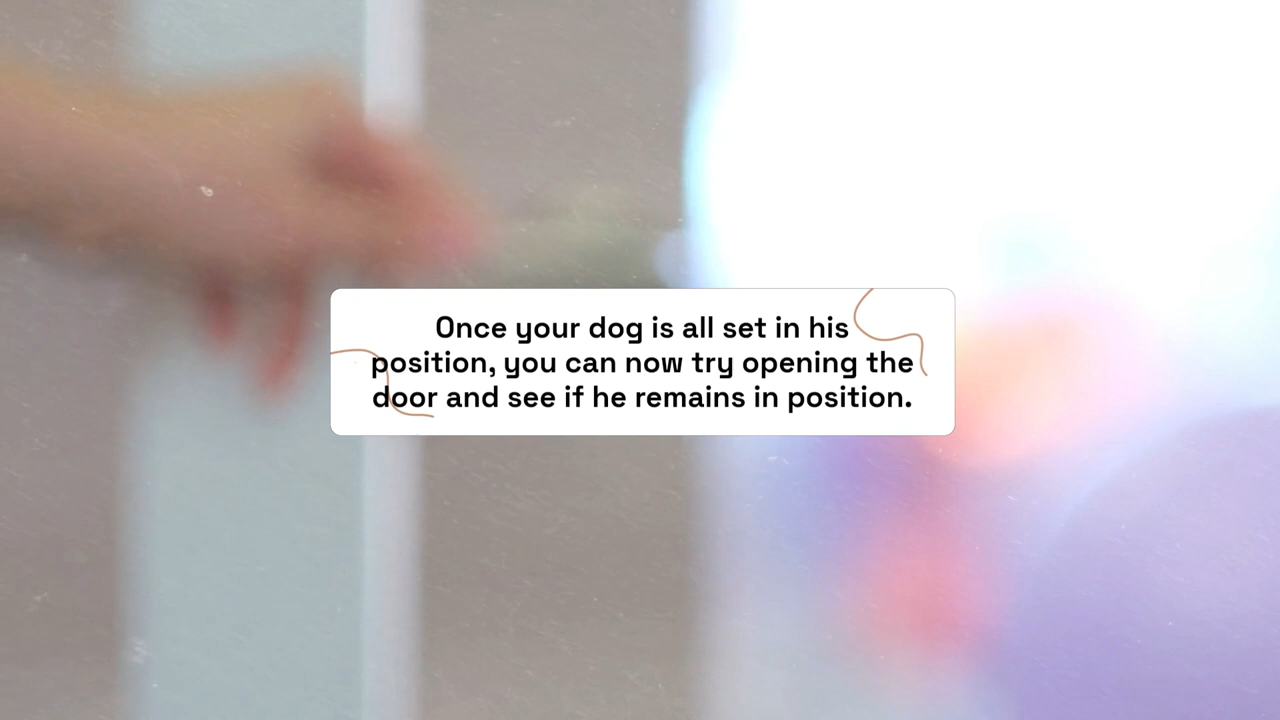 Once your dog is all set in his
position, you can now try opening the
door and see if he remains in position.